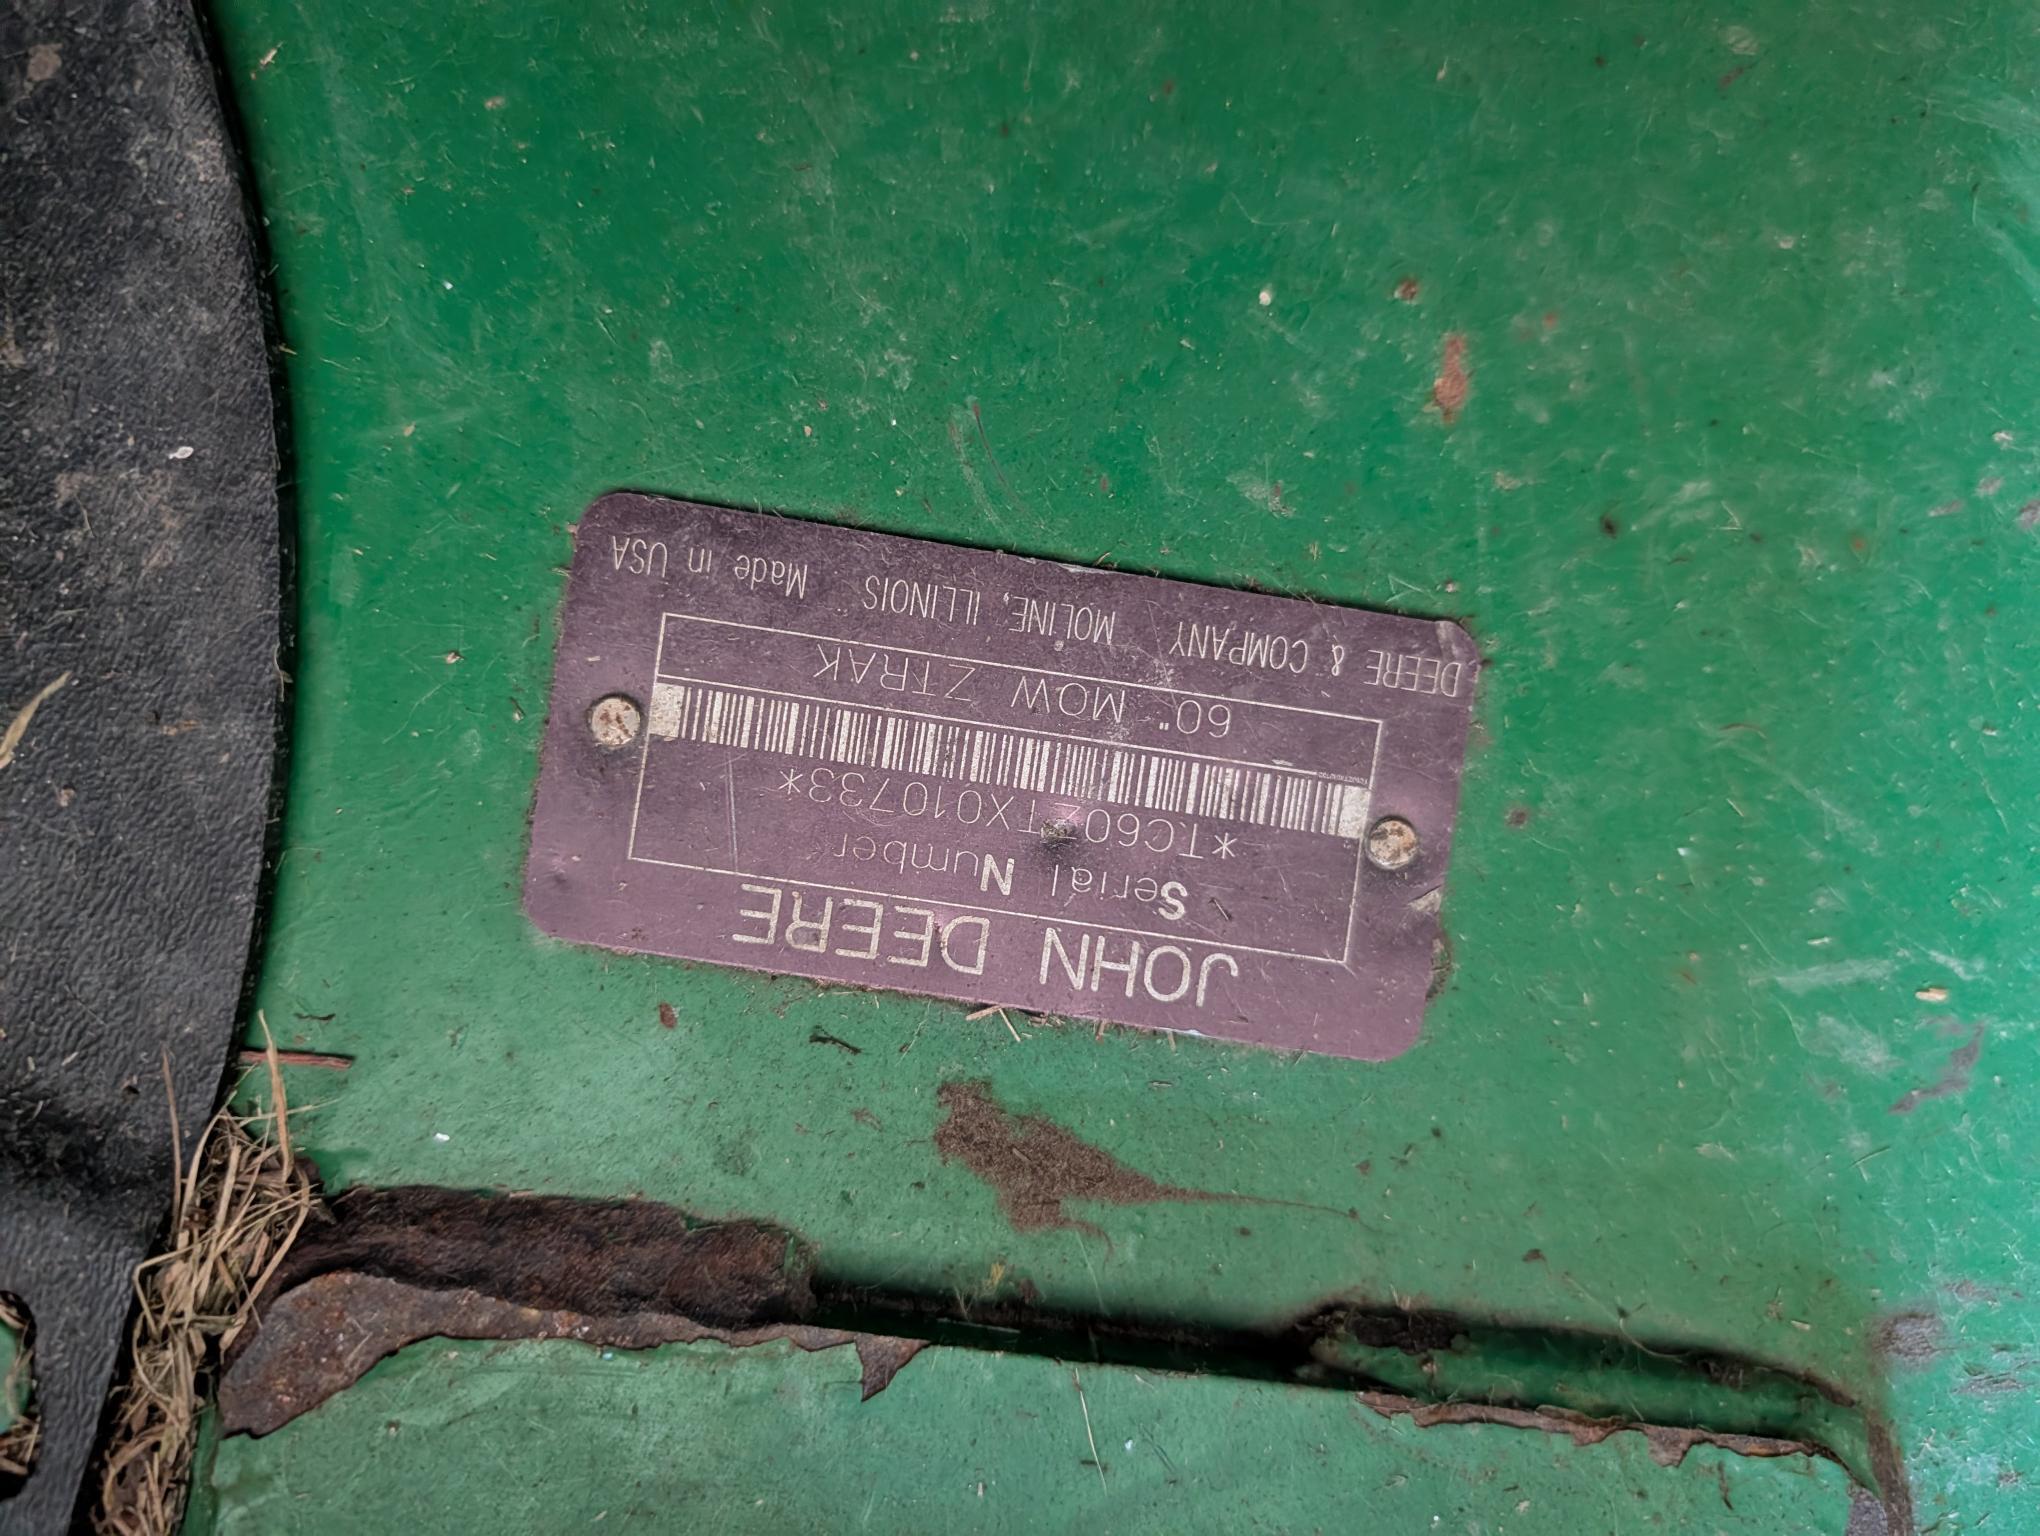 JOHN DEERE
Serial Number
*TC60ZTX010733*
60" MOW ZTRAK
DEERE & COMPANY MOLINE, ILLINOIS Made in USA